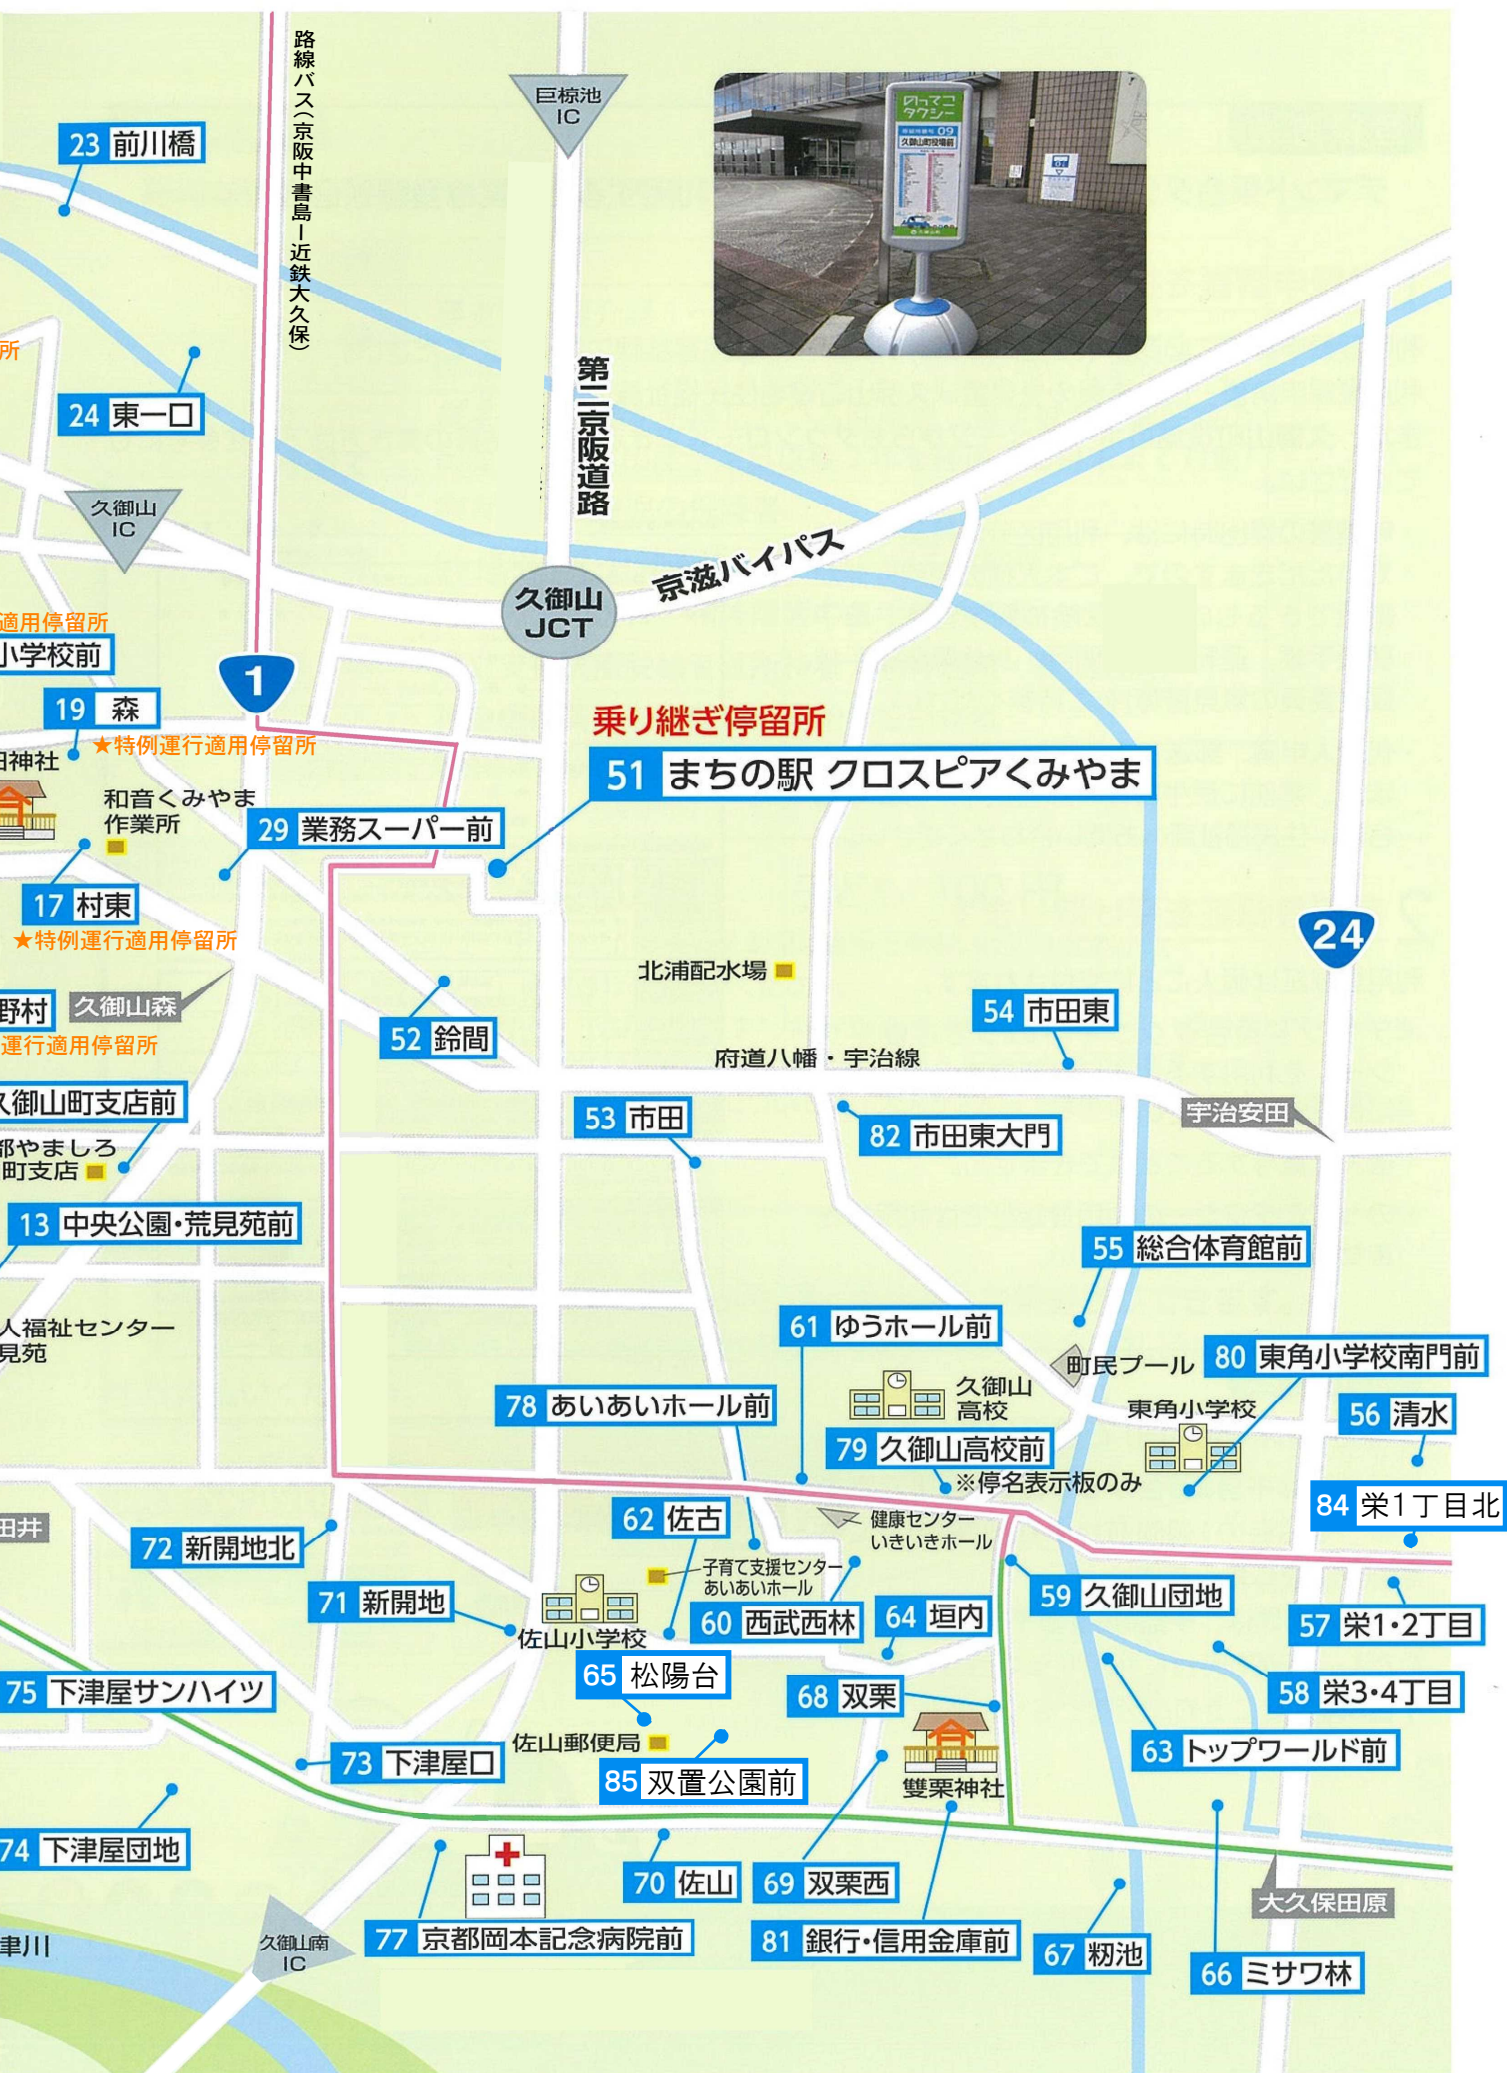 路線バス（京阪中書島ー近鉄大久保）
巨椋池
IC
のってこ
タクシー
09
久御山町役場前
23 前川橋
所
24 東一口
第二京阪道路
久御山
IC
京滋バイパス
久御山
JCT
適用停留所
小学校前
1
19 森
★特例運行適用停留所
田神社
乗り継ぎ停留所
51 まちの駅 クロスピアくみやま
和音くみやま
作業所
29 業務スーパー前
17 村東
★特例運行適用停留所
24
北浦配水場
野村
久御山森
運行適用停留所
52 鈴間
54 市田東
府道八幡・宇治線
久御山町支店前
53 市田
82 市田東大門
宇治安田
都やましろ
町支店
13 中央公園・荒見苑前
55 総合体育館前
人福祉センター
見苑
61 ゆうホール前
町民プール
80 東角小学校南門前
久御山
高校
78 あいあいホール前
東角小学校
56 清水
79 久御山高校前
※停名表示板のみ
84 栄1丁目北
田井
62 佐古
健康センター
いきいきホール
72 新開地北
子育て支援センター
あいあいホール
71 新開地
59 久御山団地
60 西武西林
64 垣内
57 栄1・2丁目
佐山小学校
65 松陽台
75 下津屋サンハイツ
68 双栗
58 栄3・4丁目
佐山郵便局
73 下津屋口
63 トップワールド前
85 双置公園前
雙栗神社
74 下津屋団地
70 佐山
69 双栗西
大久保田原
77 京都岡本記念病院前
81 銀行・信用金庫前
67 籾池
66 ミサワ林
津川
久御山南
IC